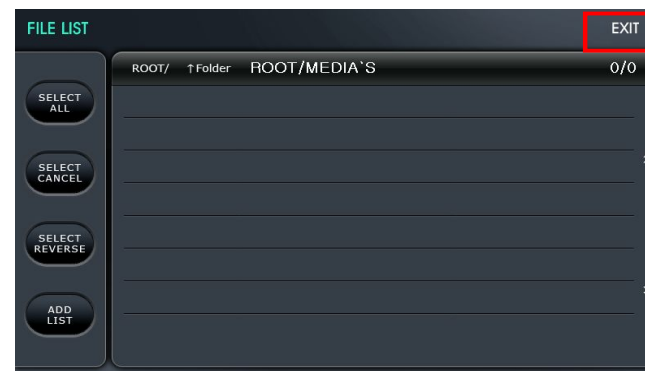 FILE LIST EXIT
ROOT/ ↑Folder ROOT/MEDIA`S 0/0
SELECT
ALL
SELECT
CANCEL
SELECT
REVERSE
ADD
LIST